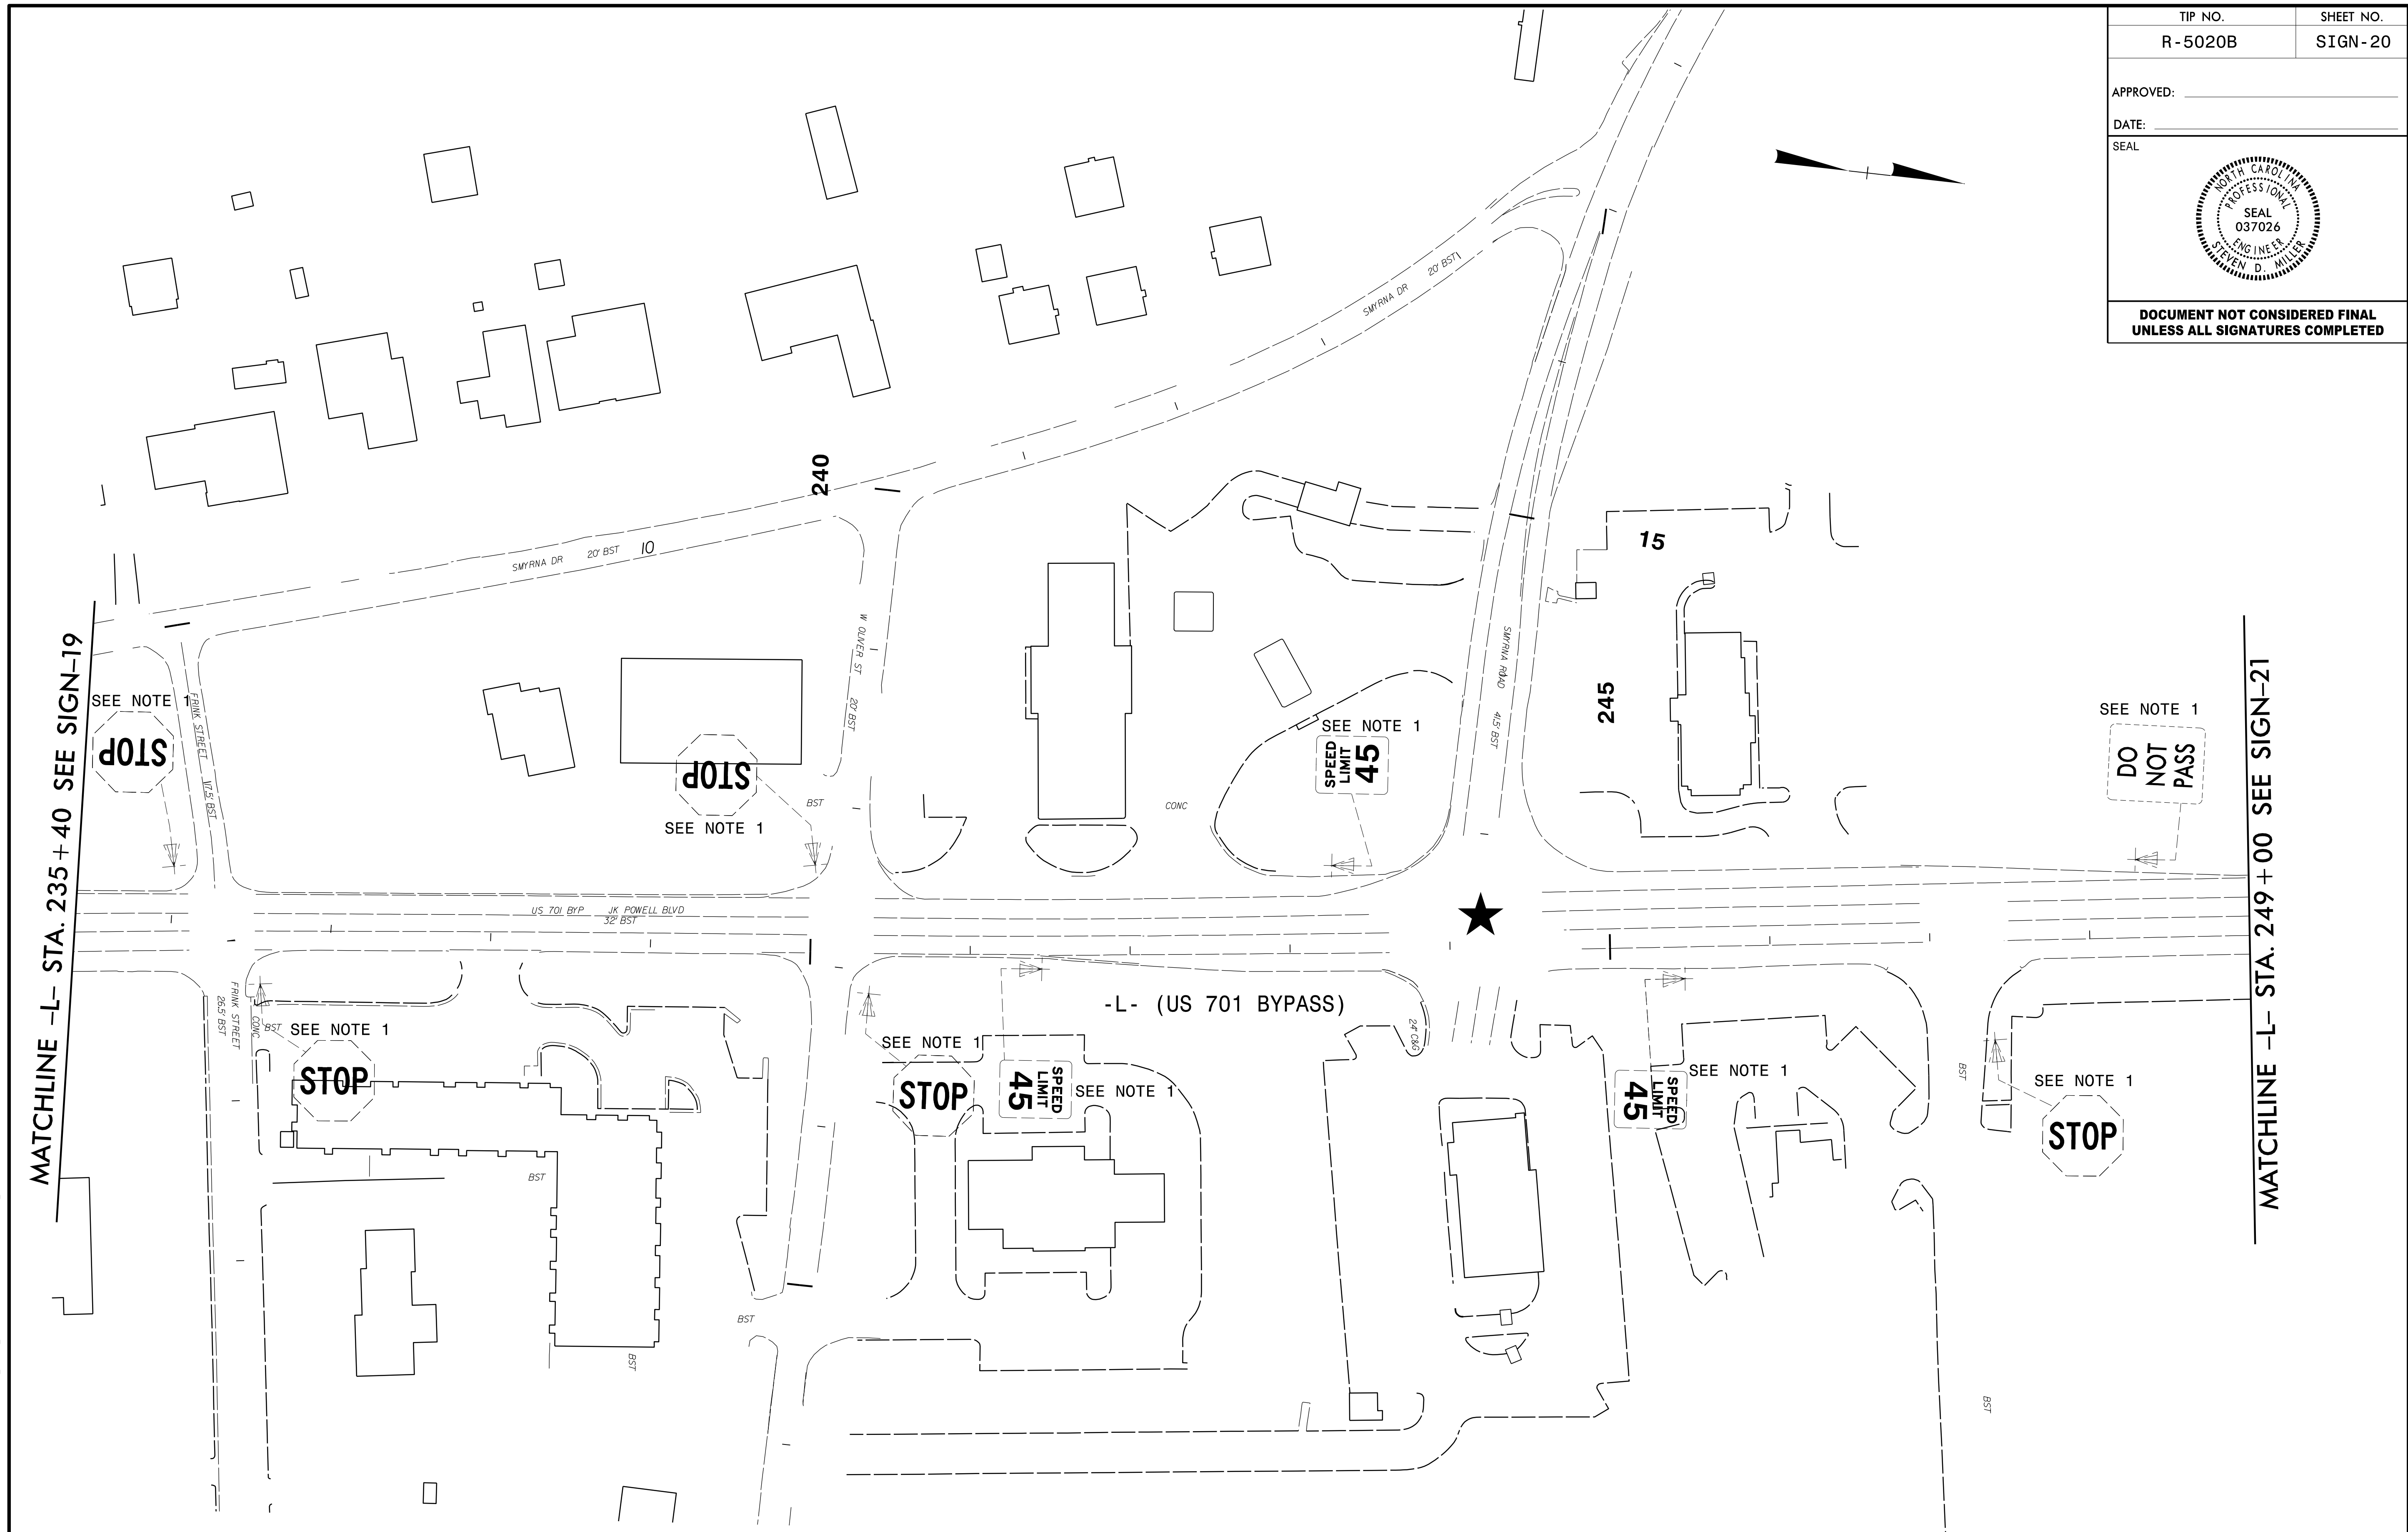 TIP NO.
SHEET NO.
R-5020B
SIGN-20
APPROVED:
DATE:
SEAL
NORTH CAROLINA
PROFESSIONAL
SEAL
037026
ENGINEER
STEVEN D. MILLER
DOCUMENT NOT CONSIDERED FINAL
UNLESS ALL SIGNATURES COMPLETED
20' BST
SMYRNA DR
240
SMYRNA DR
20' BST
10
15
MATCHLINE -L- STA. 235+40 SEE SIGN-19
SEE NOTE 1
STOP
FRINK STREET
17.5' BST
STOP
SEE NOTE 1
W OLIVER ST
20' BST
BST
SEE NOTE 1
SPEED
LIMIT
45
CONC
SMYRNA ROAD
41.5' BST
245
SEE NOTE 1
DO
NOT
PASS
MATCHLINE -L- STA. 249+00 SEE SIGN-21
US 701 BYP
JK POWELL BLVD
32' BST
-L- (US 701 BYPASS)
FRINK STREET
26.5' BST
CONC
BST
SEE NOTE 1
STOP
SEE NOTE 1
STOP
SPEED
LIMIT
45
SEE NOTE 1
24" C&G
SPEED
LIMIT
45
SEE NOTE 1
BST
SEE NOTE 1
STOP
BST
BST
BST
BST